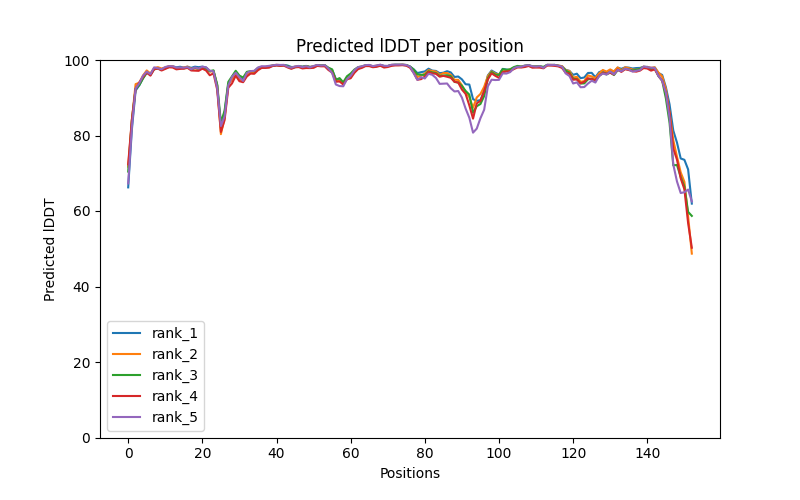 Predicted lDDT per position
Predicted lDDT
100
80
60
40
20
0
rank_1
rank_2
rank_3
rank_4
rank_5
0 20 40 60 80 100 120 140
Positions